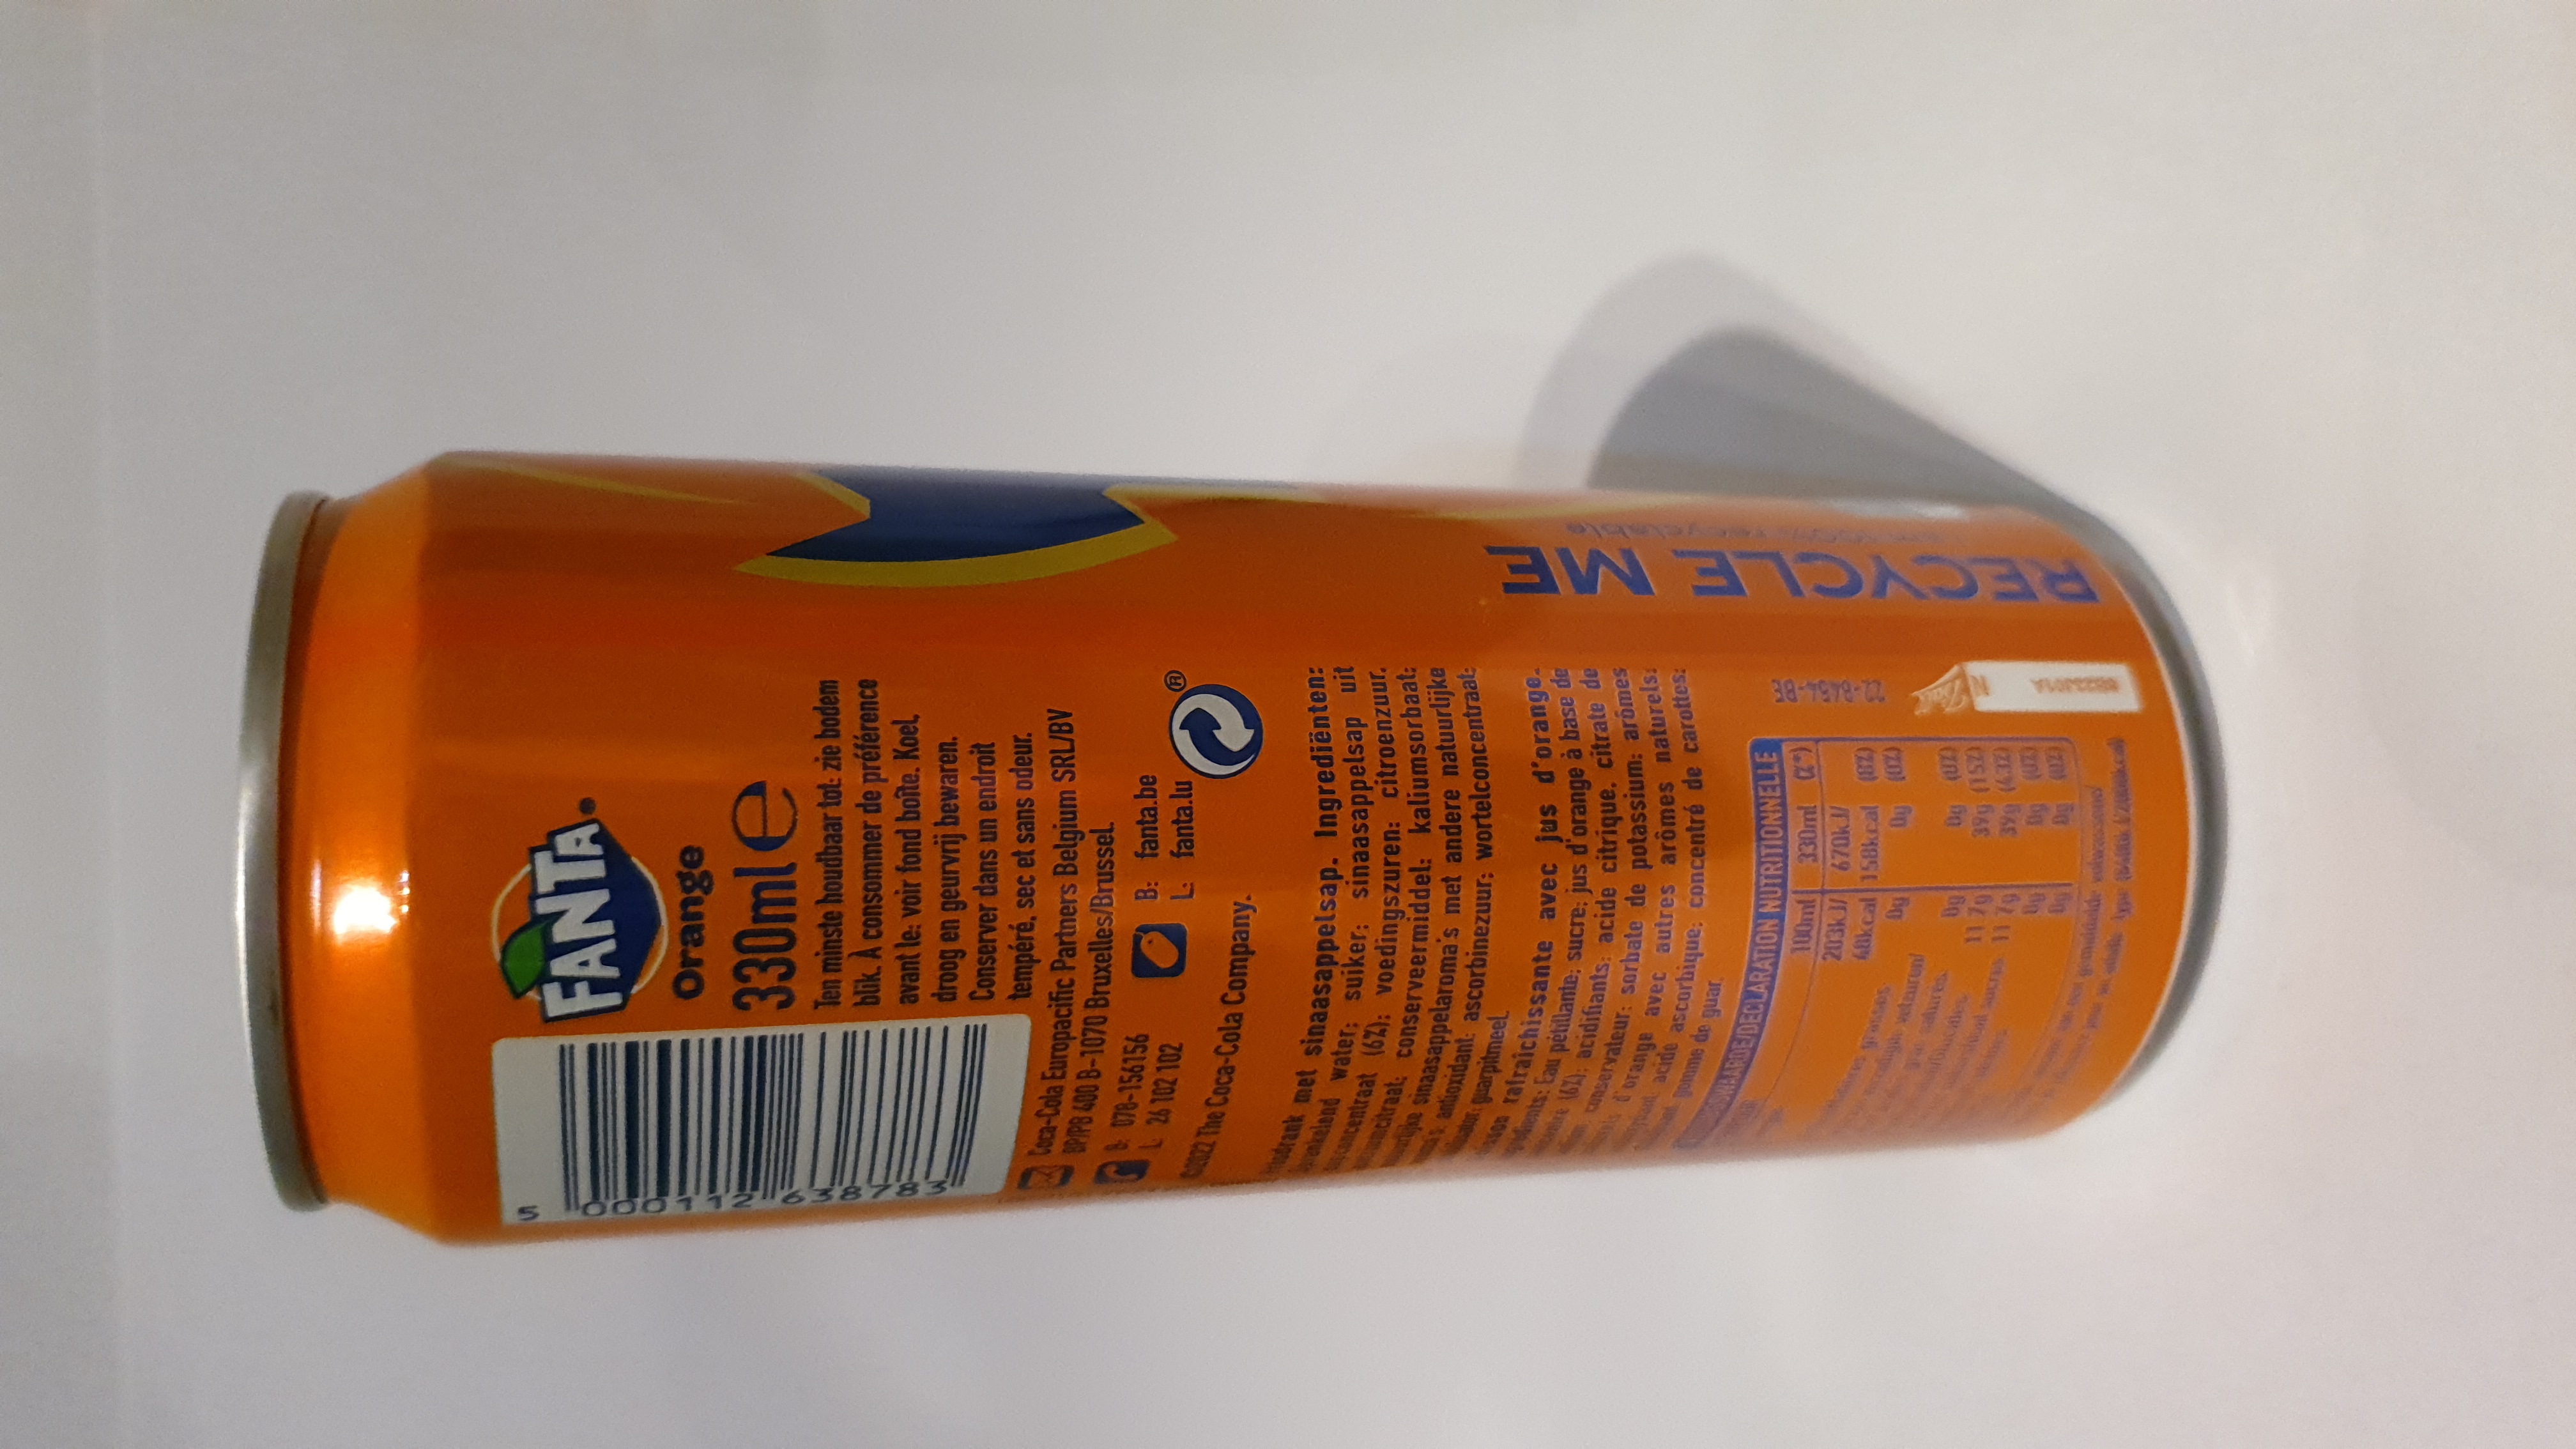 5 000112 638783
FANTA
Orange
330ml e
Ten minste houdbaar tot: zie bodem
blik. À consommer de préférence
avant le: voir fond boîte. Koel,
droog en geurvrij bewaren.
Conserver dans un endroit
tempéré, sec et sans odeur.
Coca-Cola Europacific Partners Belgium SRL/BV
BP/PB 400 B-1070 Bruxelles/Brussel.
B: 078-156156
L: 26 102 102
B: fanta.be
L: fanta.lu
®
©2022 The Coca-Cola Company.
met sinaasappelsap. Ingrediënten:
water; suiker; sinaasappelsap uit
(6%); voedingszuren: citroenzuur,
conserveermiddel: kaliumsorbaat;
sinaasappelaroma's met andere natuurlijke
antioxidant: ascorbinezuur; wortelconcentraat;
guarpitmeel.
rafraîchissante avec jus d'orange.
Eau pétillante; sucre; jus d'orange à base de
(6%); acidifiants: acide citrique, citrate de
conservateur: sorbate de potassium; arômes
d'orange avec autres arômes naturels;
acide ascorbique; concentré de carottes;
gomme de guar.
DECLARATION NUTRITIONNELLE
100ml 330ml (%*)
203kJ/ 670kJ/
48kcal 158kcal (8%)
0g 0g (0%)
0g 0g (0%)
11,7g 39g (15%)
11,7g 39g (43%)
0g 0g (0%)
0g 0g (0%)
gemiddelde volwassene/
22-B454-BE
RECYCLE ME